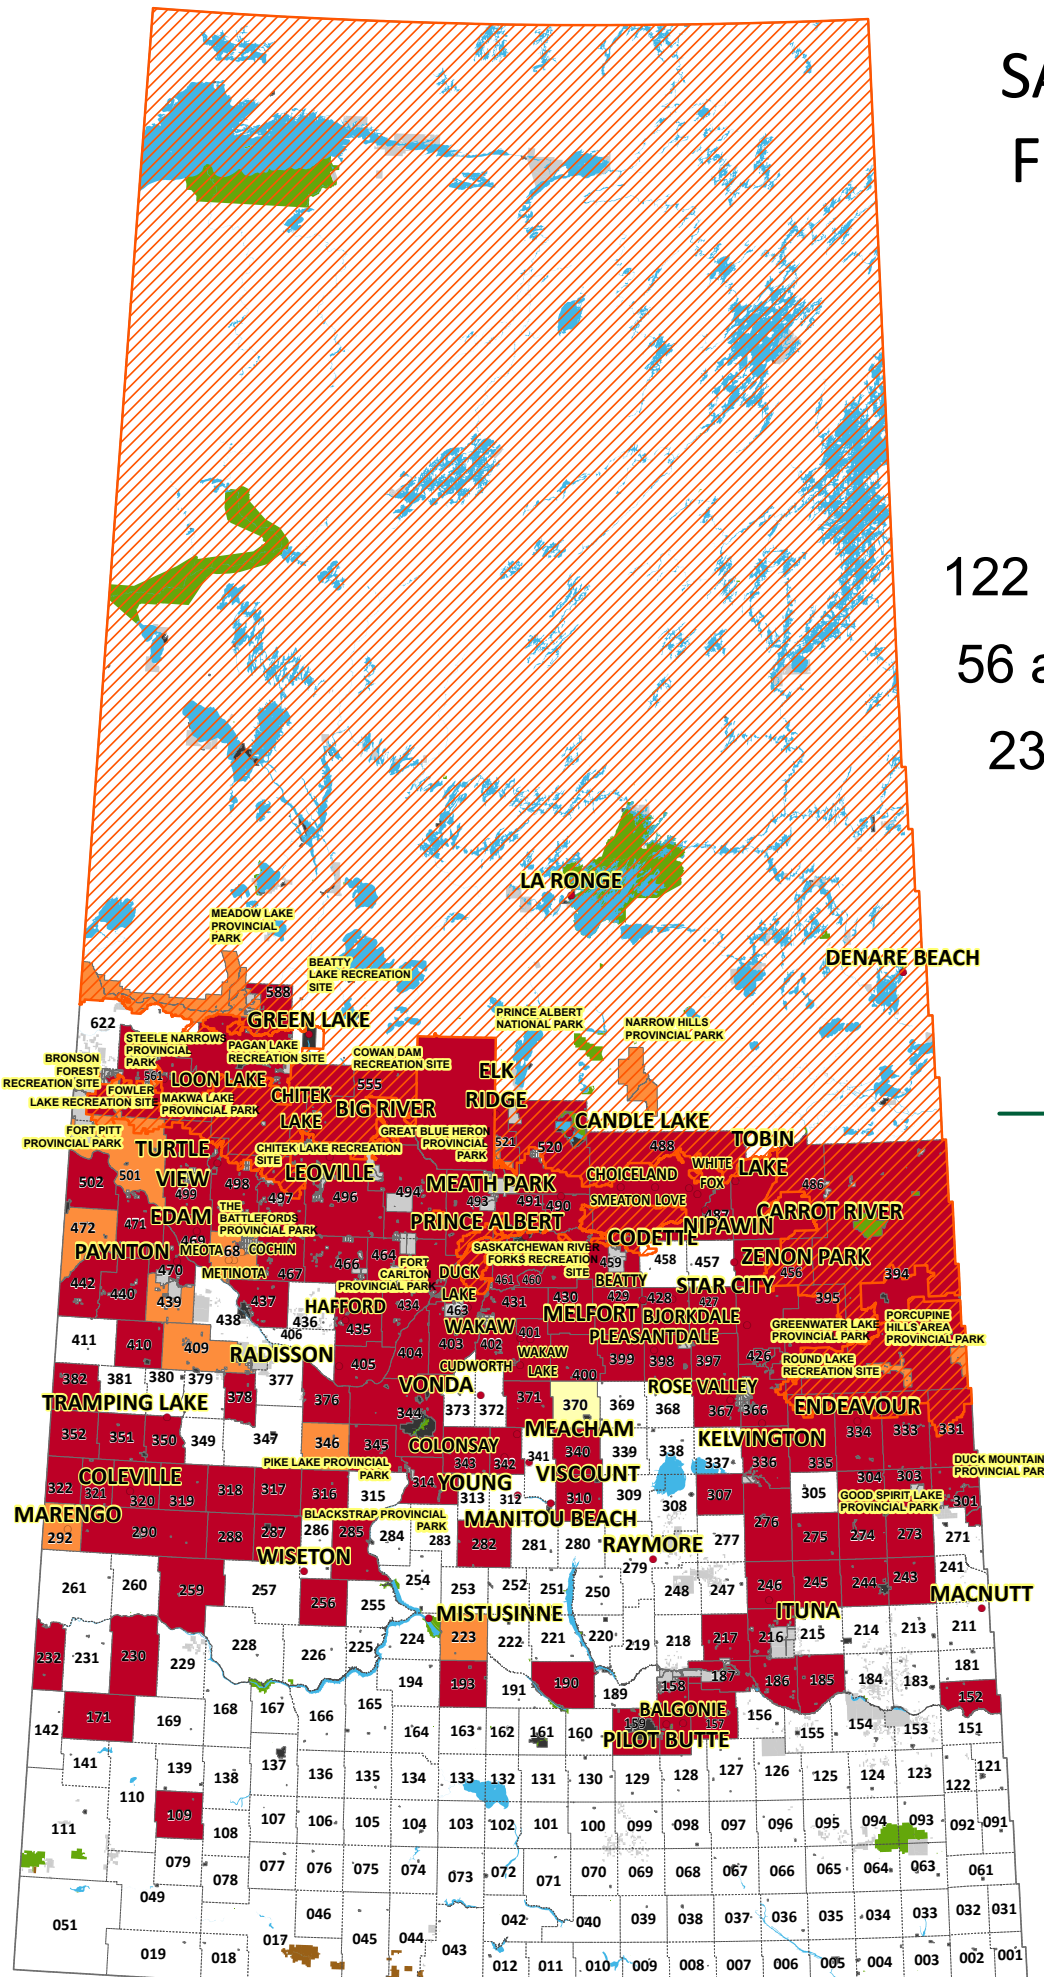 SA
F
122
56 a
23
LA RONGE
MEADOW LAKE
PROVINCIAL
PARK
DENARE BEACH
BEATTY
LAKE RECREATION
SITE
588
PRINCE ALBERT
NATIONAL PARK
NARROW HILLS
PROVINCIAL PARK
622
GREEN LAKE
STEELE NARROWS
PROVINCIAL
PARK
PAGAN LAKE
RECREATION SITE
COWAN DAM
RECREATION SITE
BRONSON
FOREST
RECREATION SITE
561
LOON LAKE
555
ELK
RIDGE
FOWLER
LAKE RECREATION SITE
MAKWA LAKE
PROVINCIAL PARK
CHITEK
LAKE
BIG RIVER
CANDLE LAKE
FORT PITT
PROVINCIAL PARK
TURTLE
VIEW
CHITEK LAKE RECREATION
SITE
GREAT BLUE HERON
PROVINCIAL
PARK
521
520
488
TOBIN
LAKE
502
501
499
498
497
LEOVILLE
496
494
MEATH PARK
493
491
490
CHOICELAND
WHITE
FOX
486
SMEATON LOVE
487
472
471
EDAM
469
THE
BATTLEFORDS
PROVINCIAL PARK
PRINCE ALBERT
CODETTE
NIPAWIN
CARROT RIVER
PAYNTON
MEOTA
68
COCHIN
METINOTA
470
467
466
464
FORT
CARLTON
PROVINCIAL PARK
SASKATCHEWAN RIVER
FORKS RECREATION
SITE
459
458
457
ZENON PARK
456
394
442
440
439
438
437
436
406
HAFFORD
435
434
DUCK
LAKE
463
461
460
BEATTY
429
428
427
STAR CITY
395
431
430
MELFORT
BJORKDALE
PLEASANTDALE
PORCUPINE
HILLS AREA
PROVINCIAL PARK
GREENWATER LAKE
PROVINCIAL PARK
411
410
409
RADISSON
405
404
WAKAW
403
402
401
WAKAW
LAKE
400
399
398
397
426
ROUND LAKE
RECREATION SITE
382
381
380
379
378
377
376
CUDWORTH
VONDA
344
373
372
371
370
369
368
ROSE VALLEY
367
366
ENDEAVOUR
TRAMPING LAKE
352
351
350
349
347
346
345
COLONSAY
343
342
341
MEACHAM
340
339
338
337
KELVINGTON
336
335
334
333
331
PIKE LAKE PROVINCIAL
PARK
DUCK MOUNTAIN
PROVINCIAL PAR
COLEVILLE
322
321
320
319
318
317
316
315
314
YOUNG
313
312
VISCOUNT
310
309
308
307
305
304
303
301
GOOD SPIRIT LAKE
PROVINCIAL PARK
MARENGO
292
290
288
287
286
285
BLACKSTRAP PROVINCIAL
PARK
284
283
282
MANITOU BEACH
281
280
RAYMORE
279
277
276
275
274
273
271
WISETON
261
260
259
257
256
255
254
253
252
251
250
248
247
246
245
244
243
241
MACNUTT
MISTUSINNE
ITUNA
232
231
230
229
228
226
225
224
223
222
221
220
219
218
217
216
215
214
213
211
194
193
191
190
189
187
186
185
184
183
181
171
169
168
167
166
165
164
163
162
161
160
159
158
BALGONIE
157
PILOT BUTTE
156
155
154
153
152
151
142
141
139
138
137
136
135
134
133
132
131
130
129
128
127
126
125
124
123
122
121
111
110
109
108
107
106
105
104
103
102
101
100
099
098
097
096
095
094
093
092
091
079
078
077
076
075
074
073
072
071
070
069
068
067
066
065
064
063
061
051
049
046
045
044
043
042
040
039
038
037
036
035
034
033
032
031
019
018
017
012
011
010
009
008
007
006
005
004
003
002
001